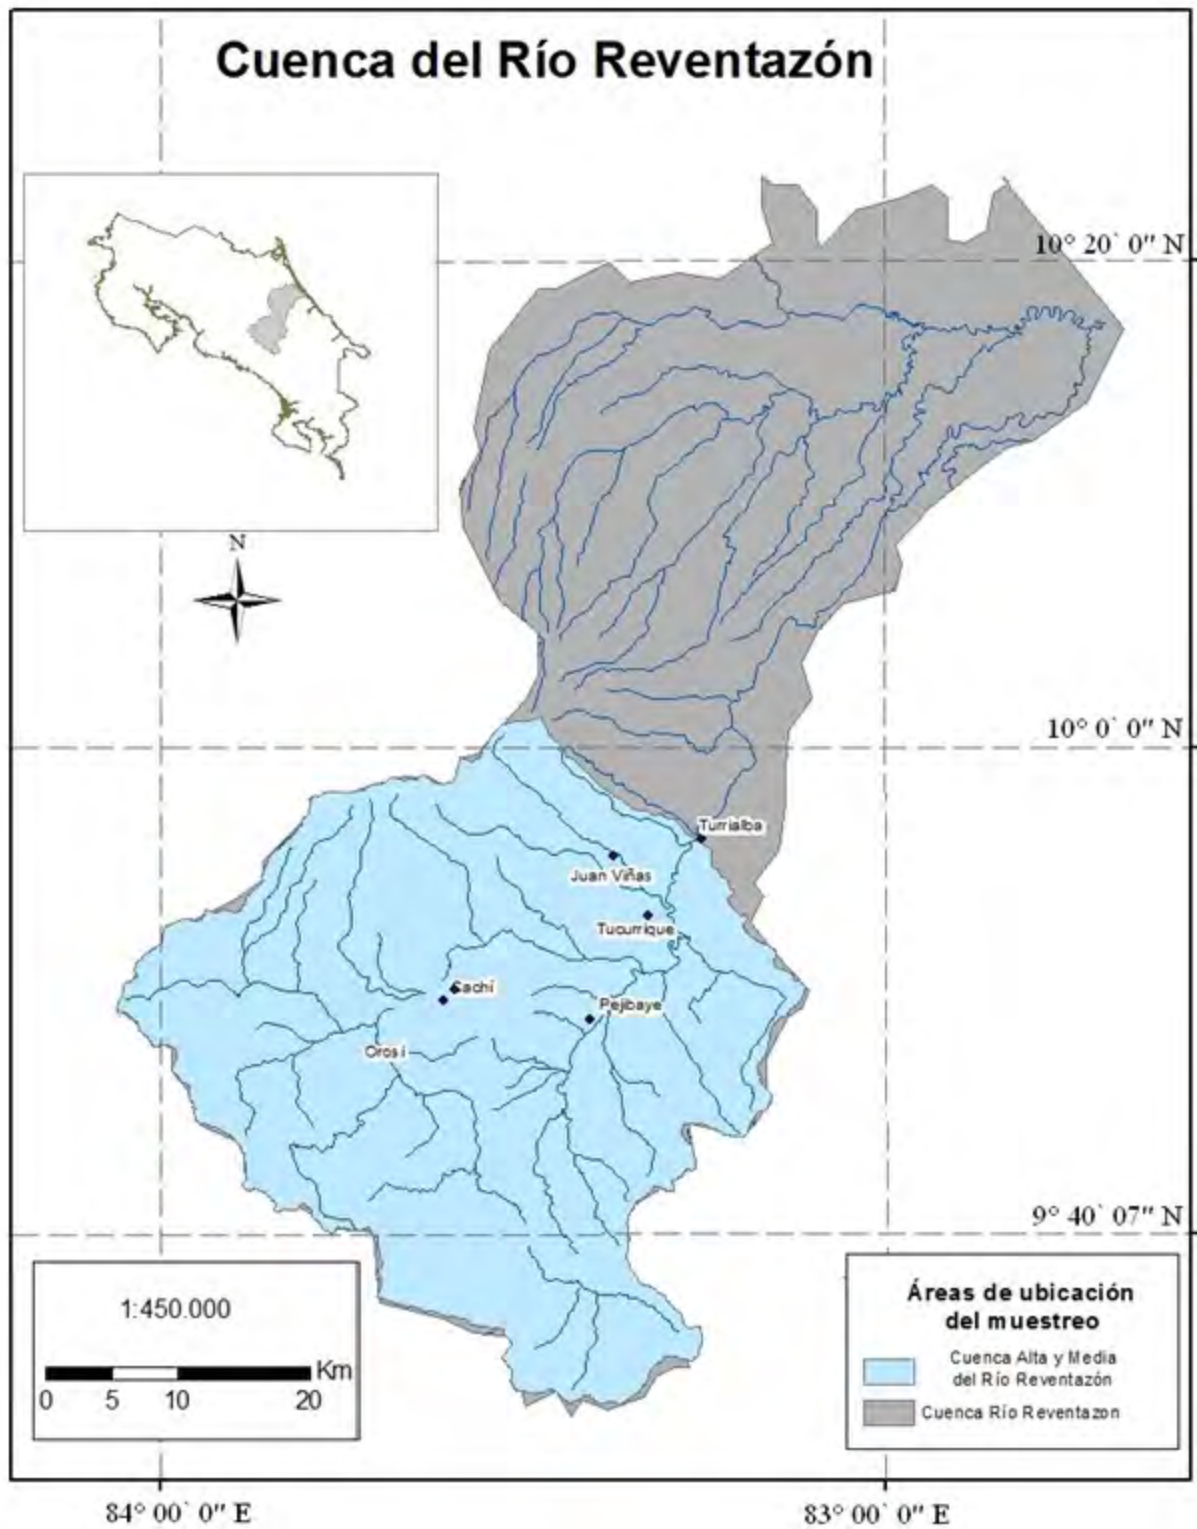 Cuenca del Río Reventazón
10° 20` 0" N
N
10° 0` 0" N
Turrialba
Juan Viñas
Tucurrique
Cachí
Pejibaye
Orosi
9° 40` 07" N
1:450.000
Km
0 5 10 20
Áreas de ubicación
del muestreo
Cuenca Alta y Media
del Río Reventazón
Cuenca Río Reventazon
84° 00` 0" E
83° 00` 0" E